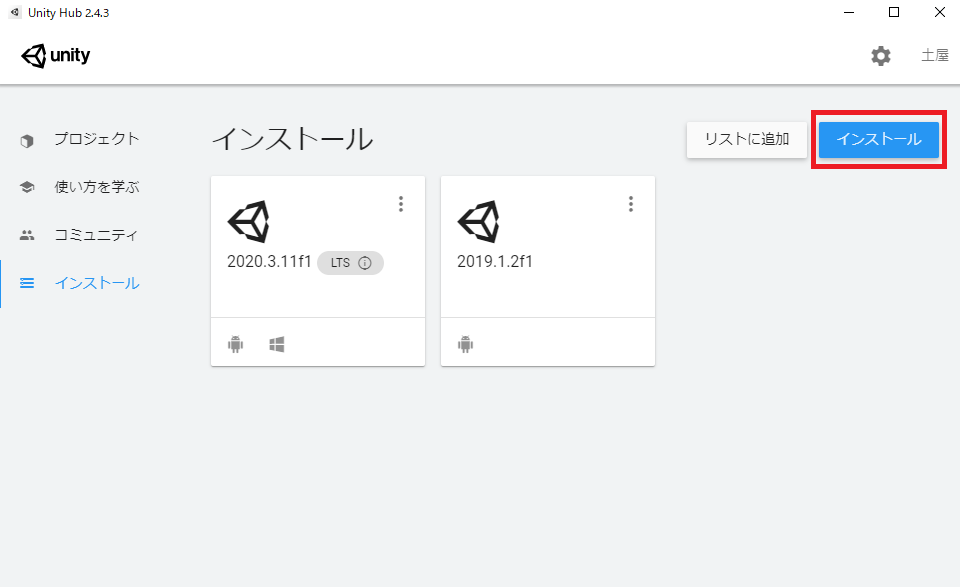 Unity Hub 2.4.3
unity
土屋
プロジェクト
使い方を学ぶ
コミュニティ
インストール
インストール
リストに追加
インストール
2020.3.11f1 LTS
2019.1.2f1